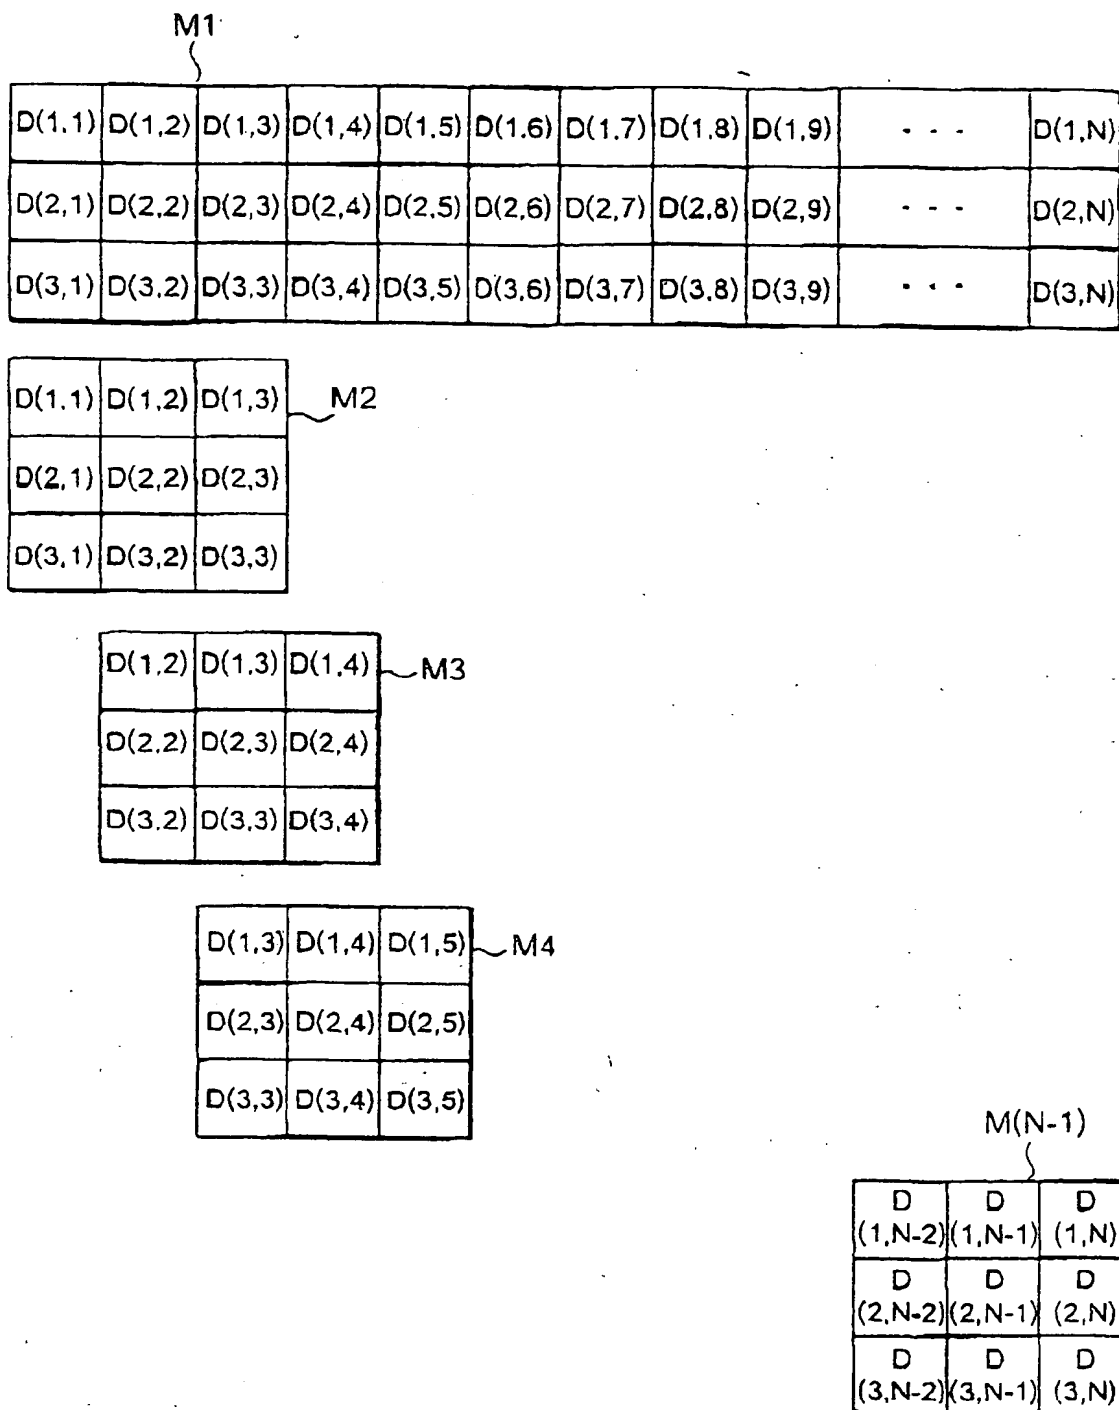 M1
D(1,1) D(1,2) D(1,3) D(1,4) D(1,5) D(1,6) D(1,7) D(1,8) D(1,9) - - - D(1,N)
D(2,1) D(2,2) D(2,3) D(2,4) D(2,5) D(2,6) D(2,7) D(2,8) D(2,9) - - - D(2,N)
D(3,1) D(3,2) D(3,3) D(3,4) D(3,5) D(3,6) D(3,7) D(3,8) D(3,9) - - - D(3,N)
D(1,1) D(1,2) D(1,3) M2
D(2,1) D(2,2) D(2,3)
D(3,1) D(3,2) D(3,3)
D(1,2) D(1,3) D(1,4) M3
D(2,2) D(2,3) D(2,4)
D(3,2) D(3,3) D(3,4)
D(1,3) D(1,4) D(1,5) M4
D(2,3) D(2,4) D(2,5)
D(3,3) D(3,4) D(3,5)
M(N-1)
D D D
(1,N-2) (1,N-1) (1,N)
D D D
(2,N-2) (2,N-1) (2,N)
D D D
(3,N-2) (3,N-1) (3,N)